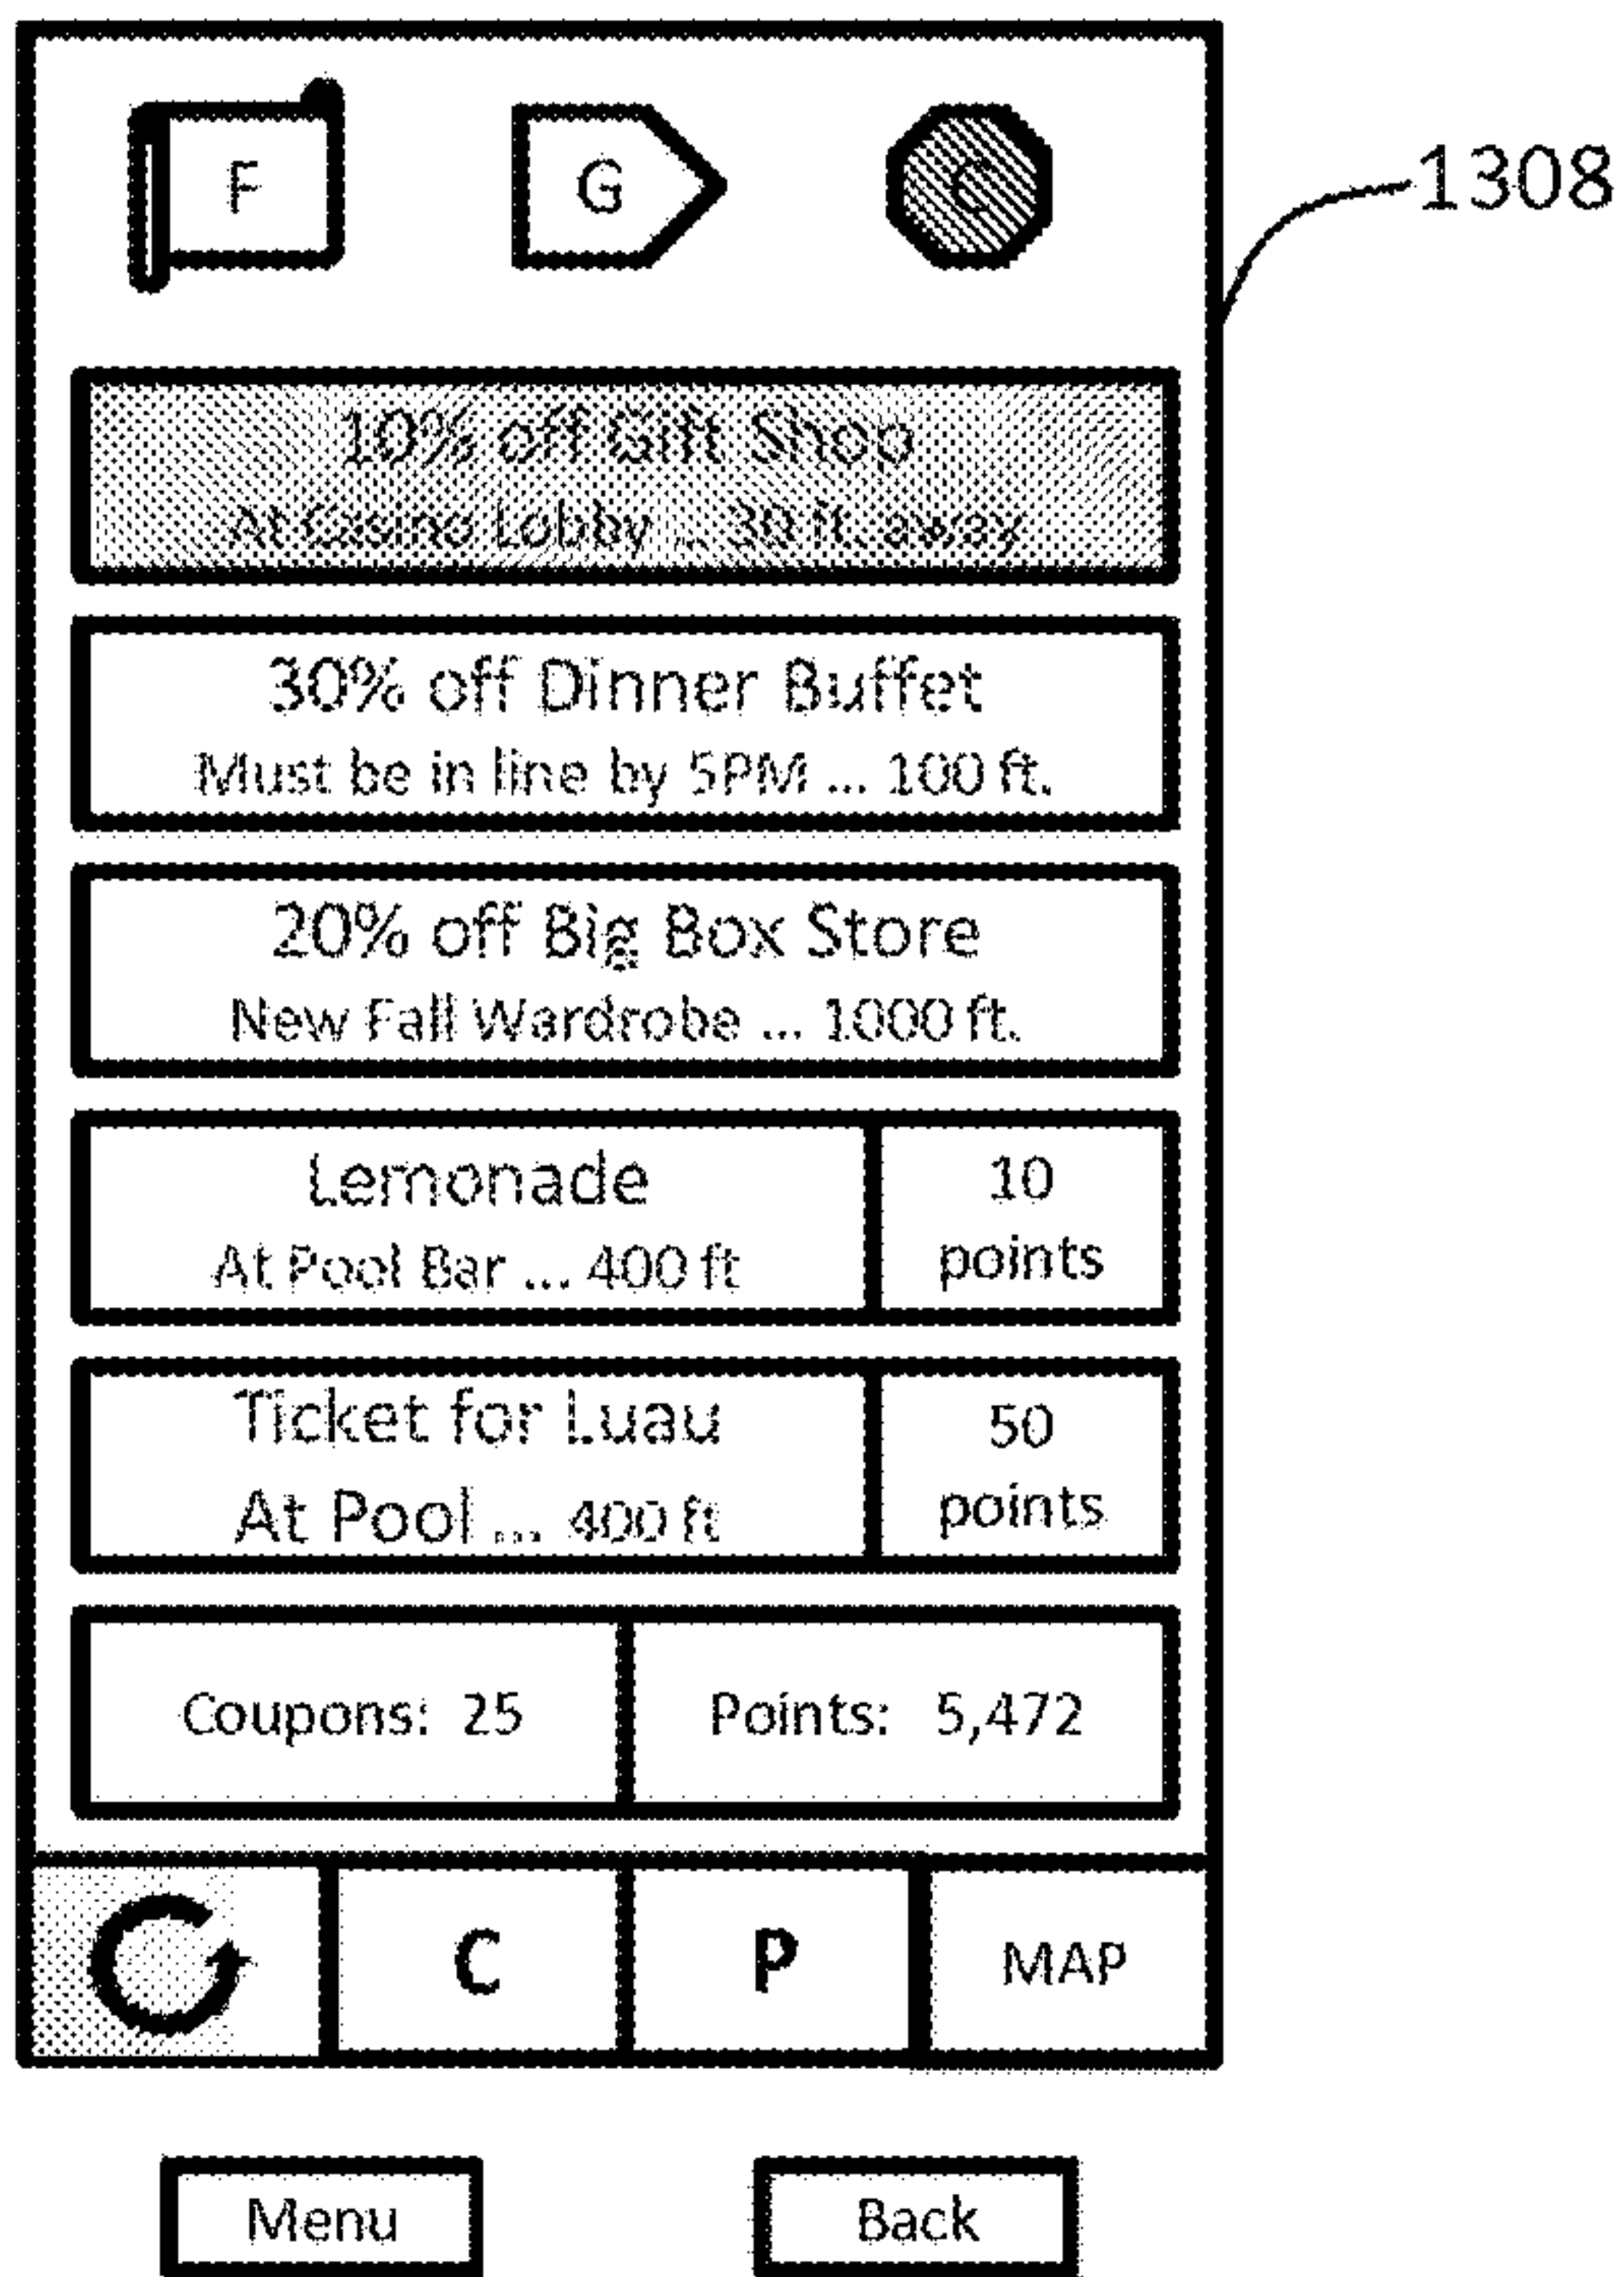 F G C
1308
10% off Gift Shop
At Casino Lobby ... 30 ft. away
30% off Dinner Buffet
Must be in line by 5PM ... 100 ft.
20% off Big Box Store
New Fall Wardrobe ... 1000 ft.
Lemonade
At Pool Bar ... 400 ft
10
points
Ticket for Luau
At Pool ... 400 ft
50
points
Coupons: 25
Points: 5,472
C
P
MAP
Menu
Back